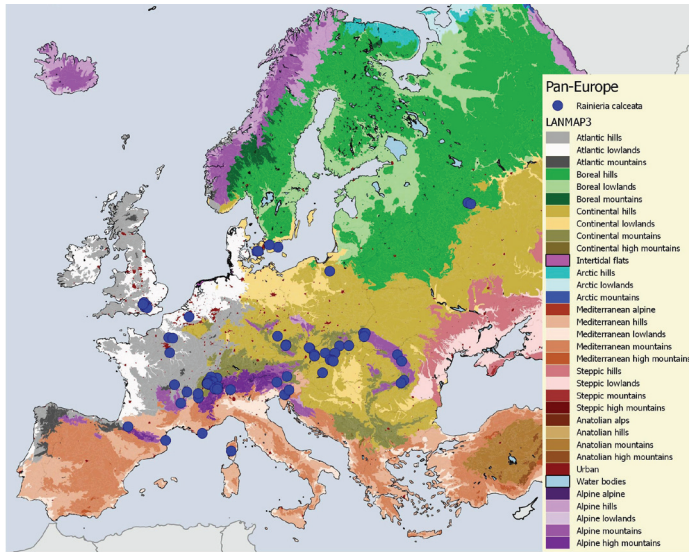 Pan-Europe
Rainieria calceata
LANMAP3
Atlantic hills
Atlantic lowlands
Atlantic mountains
Boreal hills
Boreal lowlands
Boreal mountains
Continental hills
Continental lowlands
Continental mountains
Continental high mountains
Intertidal flats
Arctic hills
Arctic lowlands
Arctic mountains
Mediterranean alpine
Mediterranean hills
Mediterranean lowlands
Mediterranean mountains
Mediterranean high mountains
Steppic hills
Steppic lowlands
Steppic mountains
Steppic high mountains
Anatolian alps
Anatolian hills
Anatolian mountains
Anatolian high mountains
Urban
Water bodies
Alpine alpine
Alpine hills
Alpine lowlands
Alpine mountains
Alpine high mountains